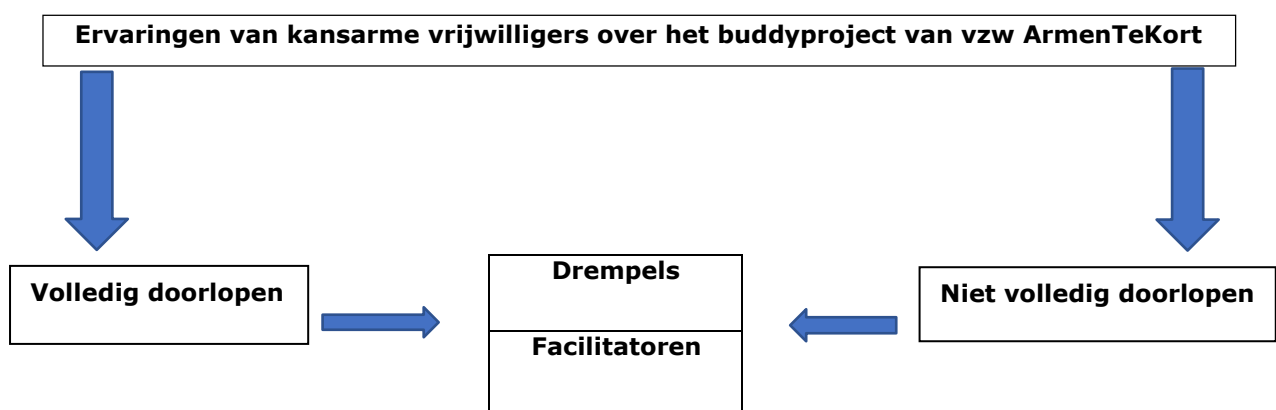 Ervaringen van kansarme vrijwilligers over het buddyproject van vzw ArmenTeKort
Volledig doorlopen
Drempels
Facilitatoren
Niet volledig doorlopen